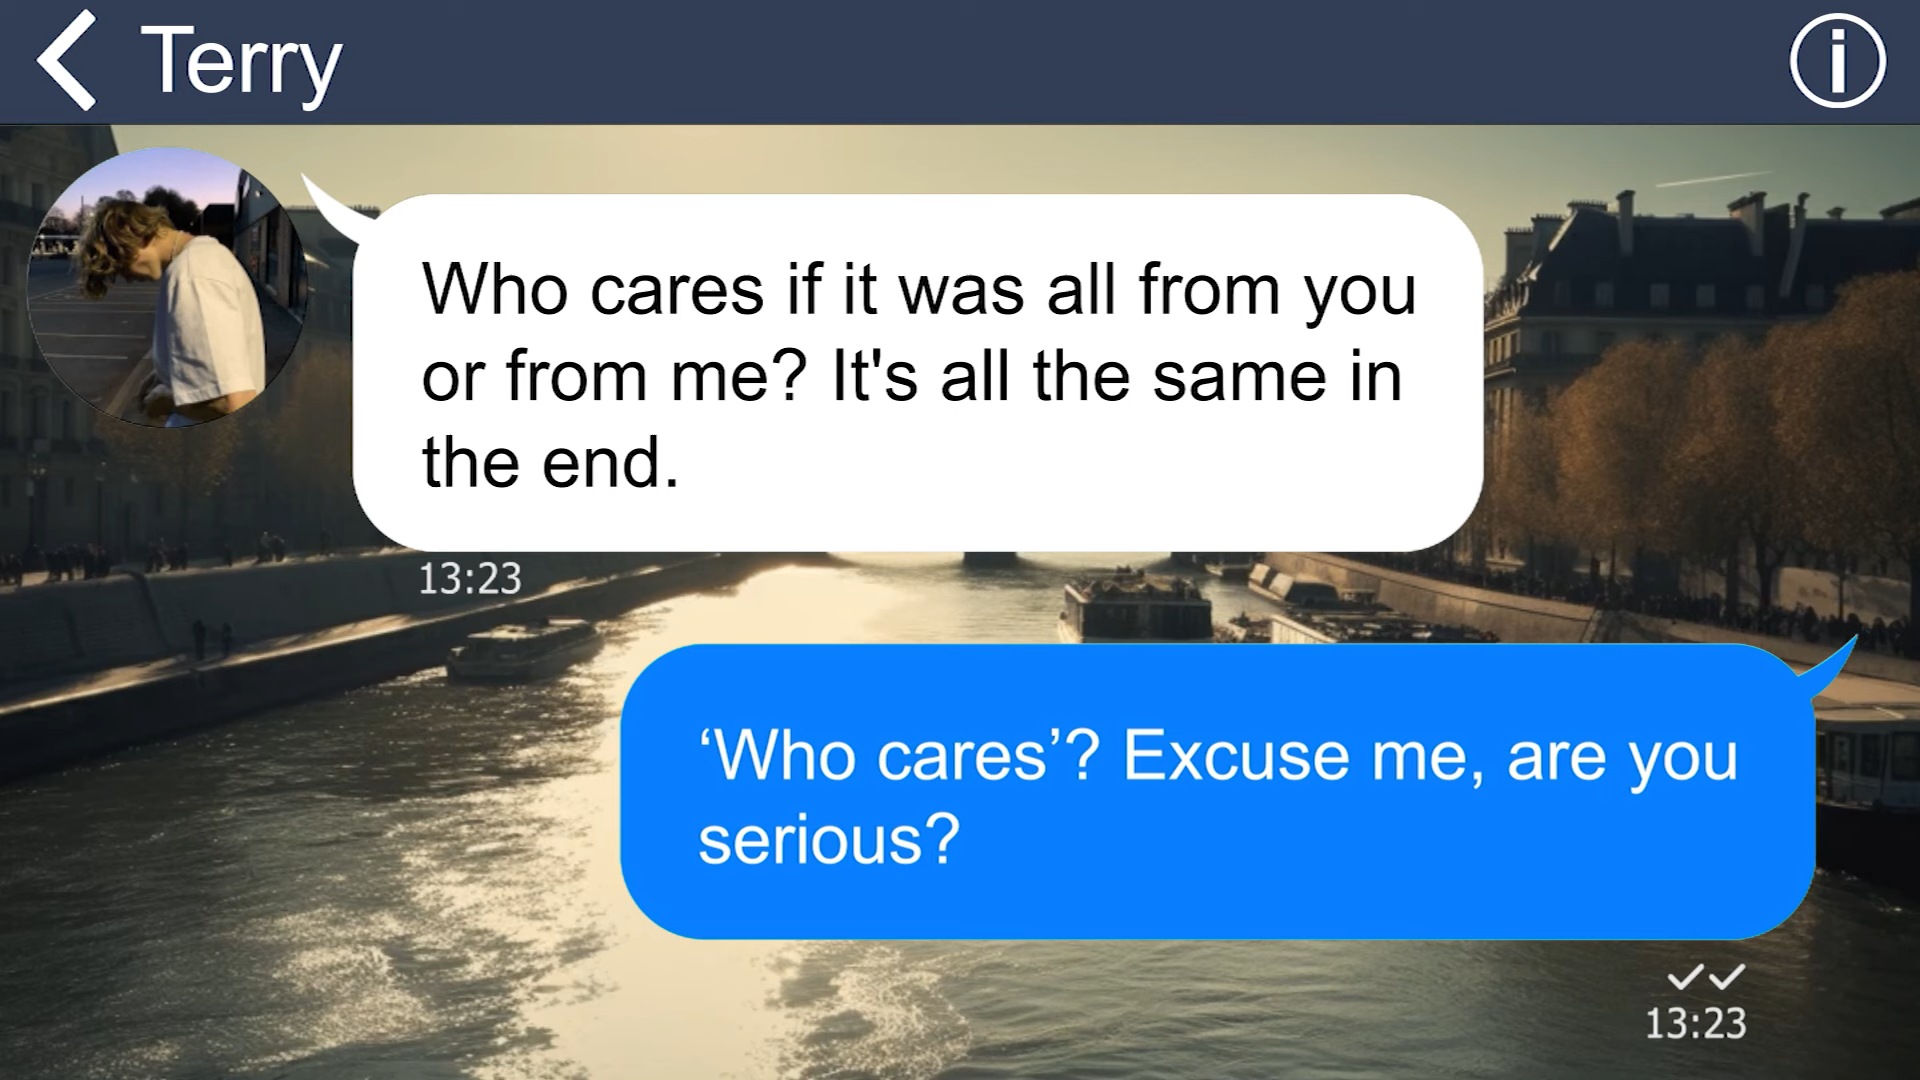 Terry
Who cares if it was all from you
or from me? It's all the same in
the end.
13:23
‘Who cares’? Excuse me, are you
serious?
13:23